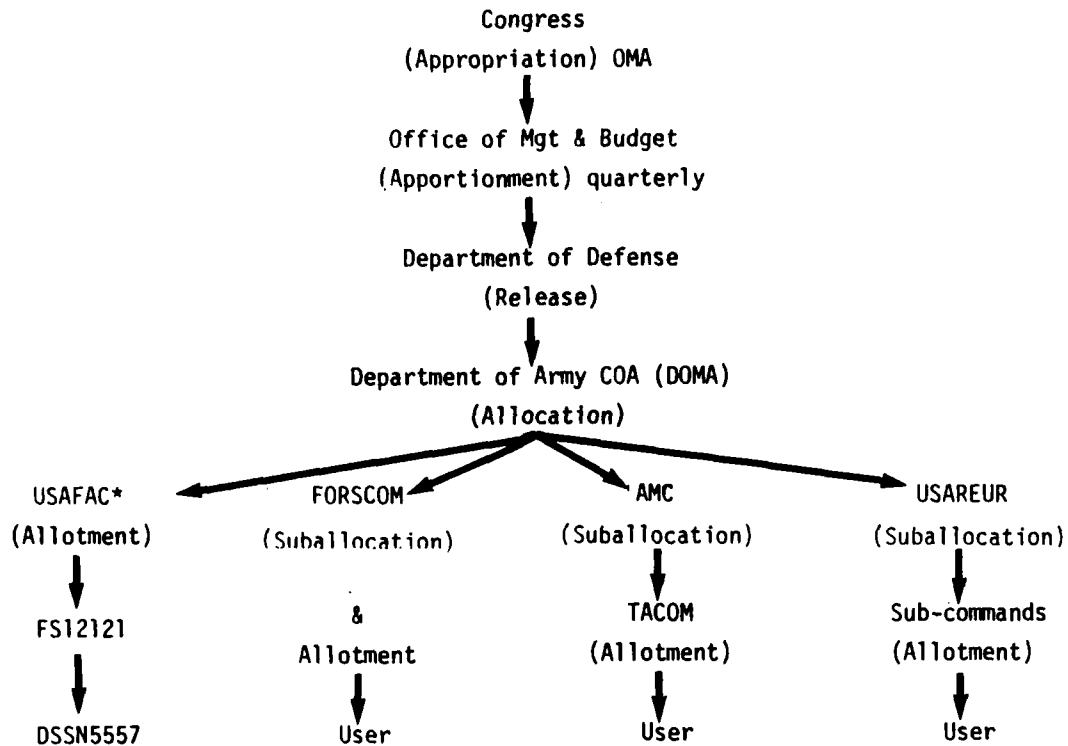 Congress
(Appropriation) OMA
Office of Mgt & Budget
(Apportionment) quarterly
Department of Defense
(Release)
Department of Army COA (DOMA)
(Allocation)
USAFAC* FORSCOM AMC USAREUR
(Allotment) (Suballocation) (Suballocation) (Suballocation)
FS12121 & TACOM Sub-commands
Allotment (Allotment) (Allotment)
DSSN5557 User User User